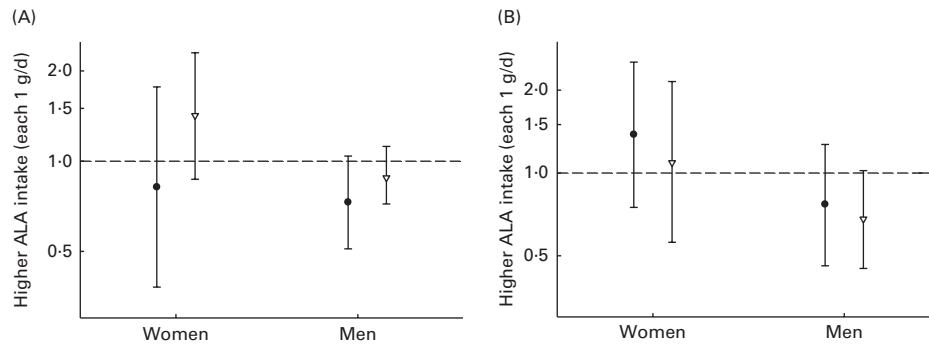 (A)
Higher ALA intake (each 1 g/d)
2·0
1·5
1·0
0·5
Women
Men
(B)
Higher ALA intake (each 1 g/d)
2·0
1·5
1·0
0·5
Women
Men